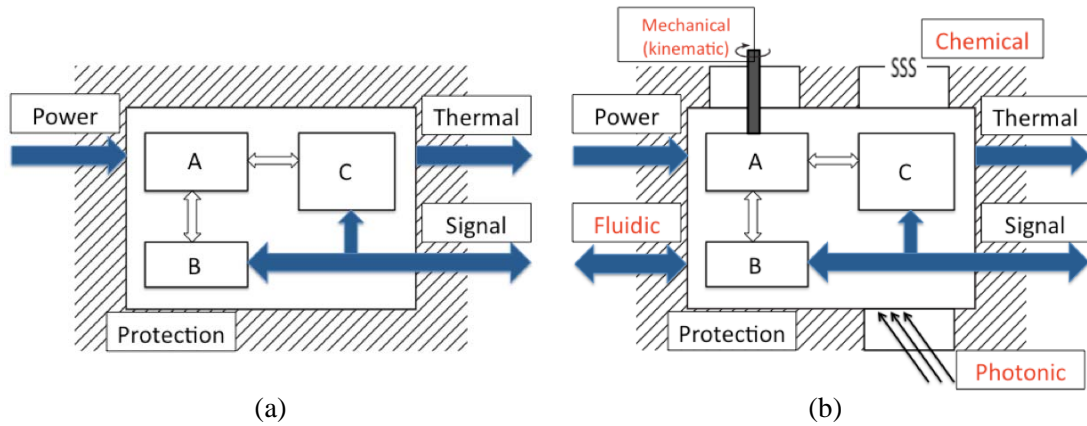 Power
Thermal
A
C
Signal
B
Protection
(a)
Mechanical
(kinematic)
SSS
Chemical
Power
Thermal
A
C
Fluidic
Signal
B
Protection
Photonic
(b)